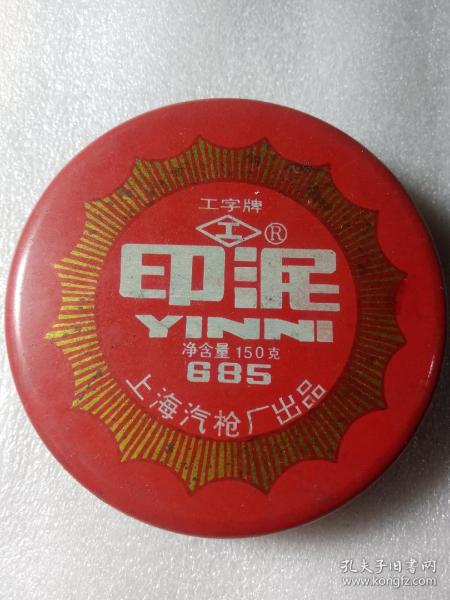 工字牌
工®
印泥
YINNI
净含量150克
685
上海汽枪厂出品
孔夫子旧书网
www.kongfz.com